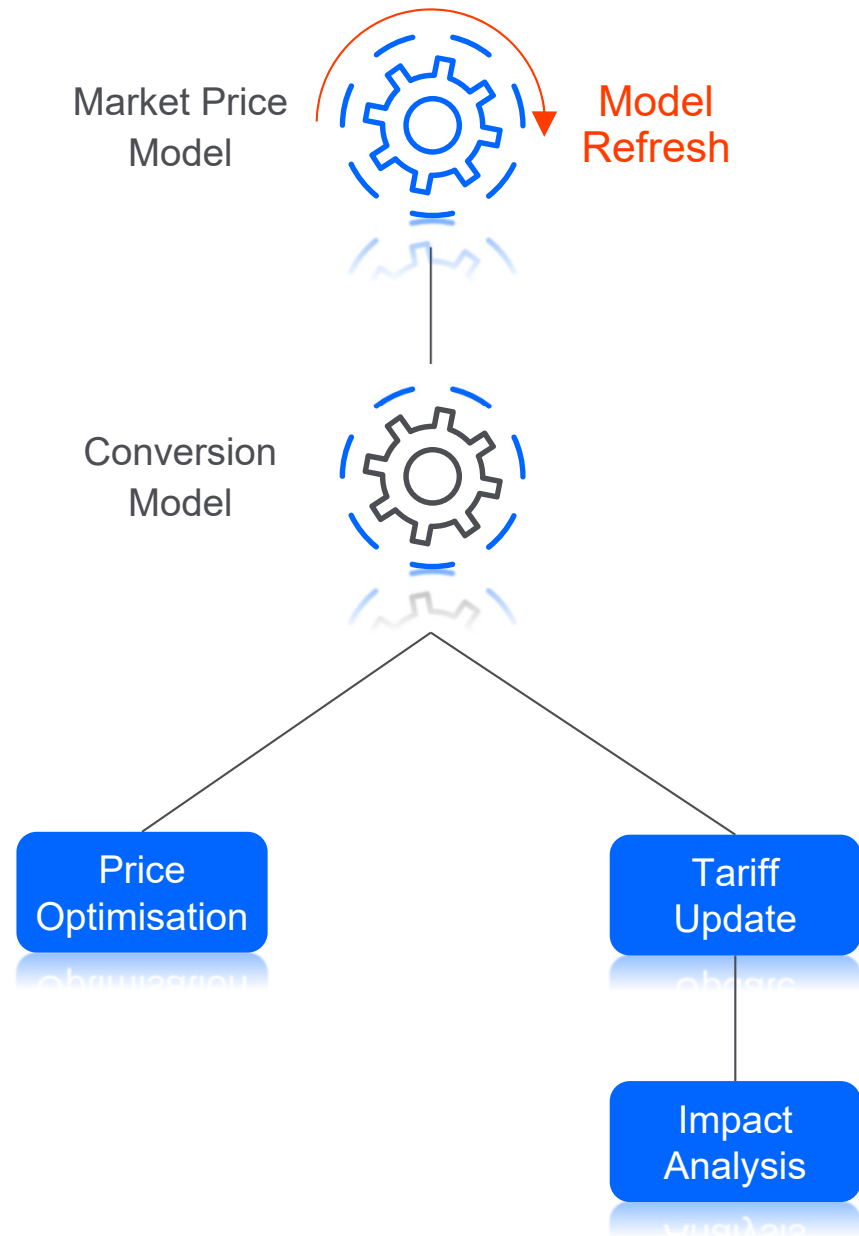 Market Price
Model
Model
Refresh
Conversion
Model
Price
Optimisation
Tariff
Update
Impact
Analysis